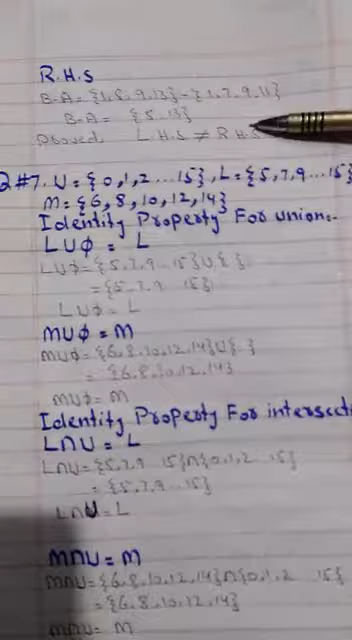 R.H.S
B-A = {1,8,9,13} - {1,7,9,11}
B-A = {5,13}
Proved L.H.S ≠ R.H.S
Q#7. U = {0,1,2...15}, L = {5,7,9...15}
M = {6,8,10,12,14}
Identity Property For union:-
L∪ϕ = L
L∪ϕ = {5,7,9...15}∪{ }
= {5,7,9...15}
L∪ϕ = L
M∪ϕ = M
M∪ϕ = {6,8,10,12,14}∪{ }
= {6,8,10,12,14}
M∪ϕ = M
Identity Property For intersecti
L∩U = L
L∩U = {5,7,9...15}∩{0,1,2...15}
= {5,7,9...15}
L∩U = L
M∩U = M
M∩U = {6,8,10,12,14}∩{0,1,2...15}
= {6,8,10,12,14}
M∩U = M